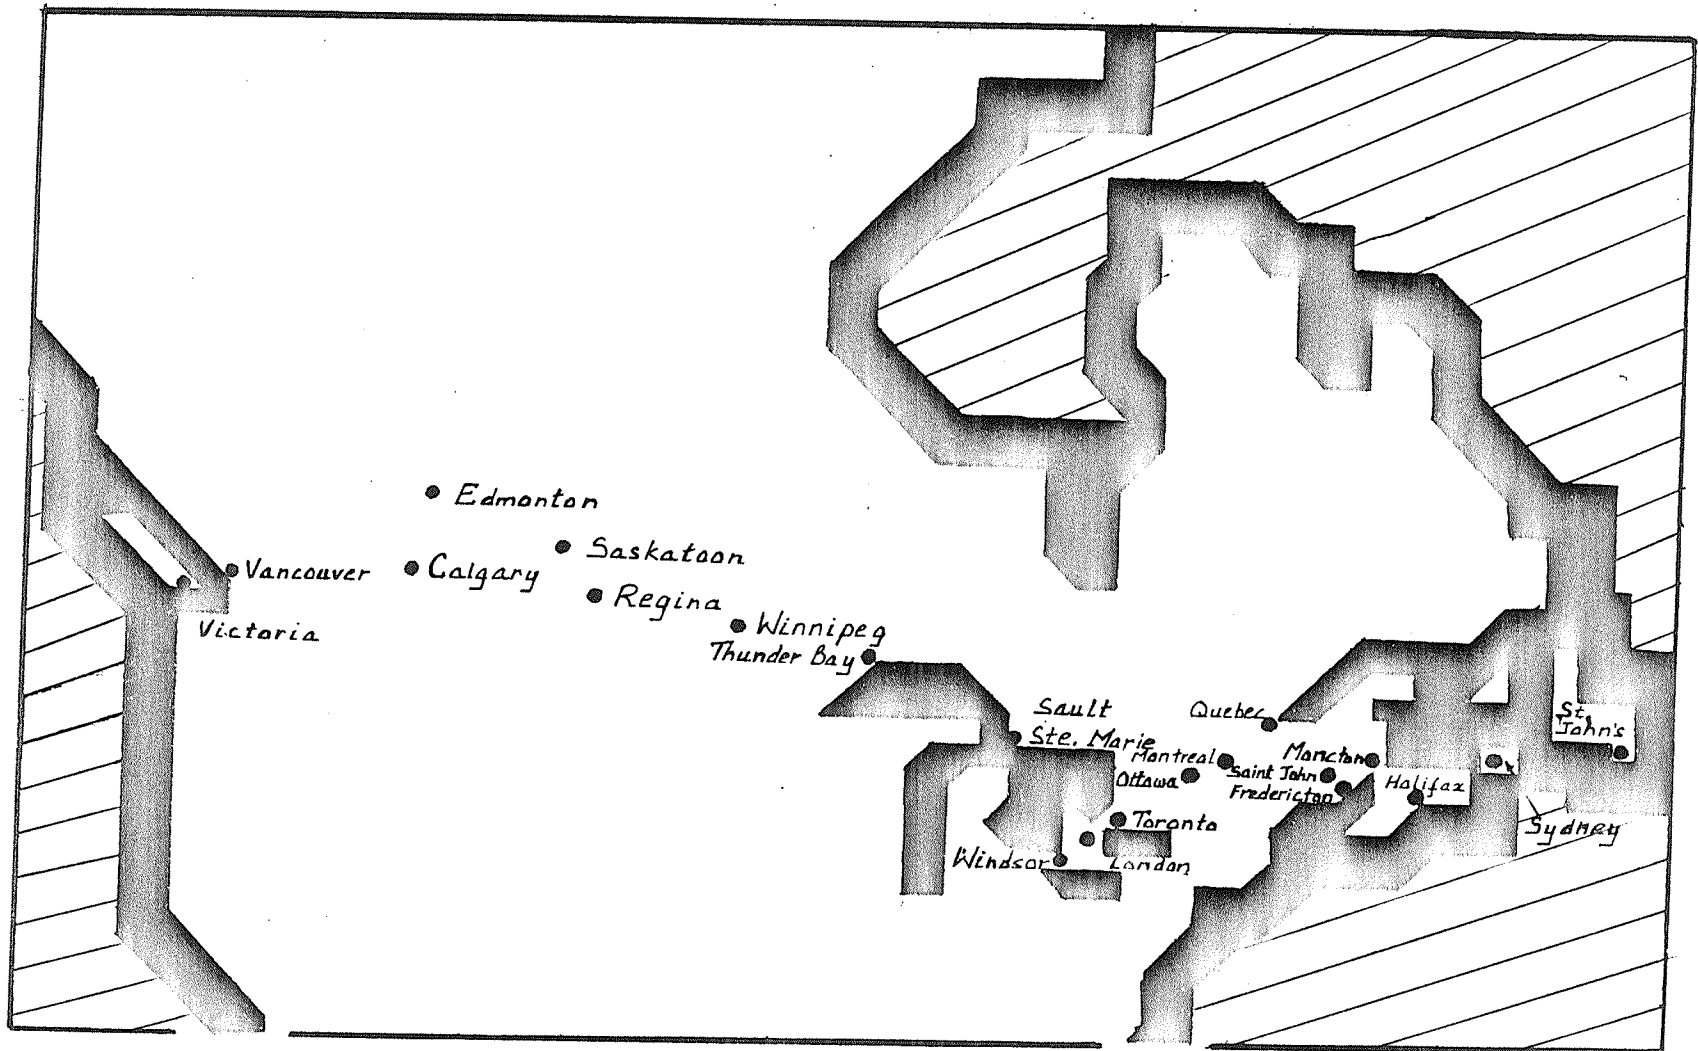 Edmonton
Saskatoon
Vancouver
Calgary
Regina
Victoria
Winnipeg
Thunder Bay
Sault
Ste. Marie
Quebec
St.
John's
Montreal
Moncton
Ottawa
Saint John
Fredericton
Halifax
Toronto
Sydney
Windsor
London